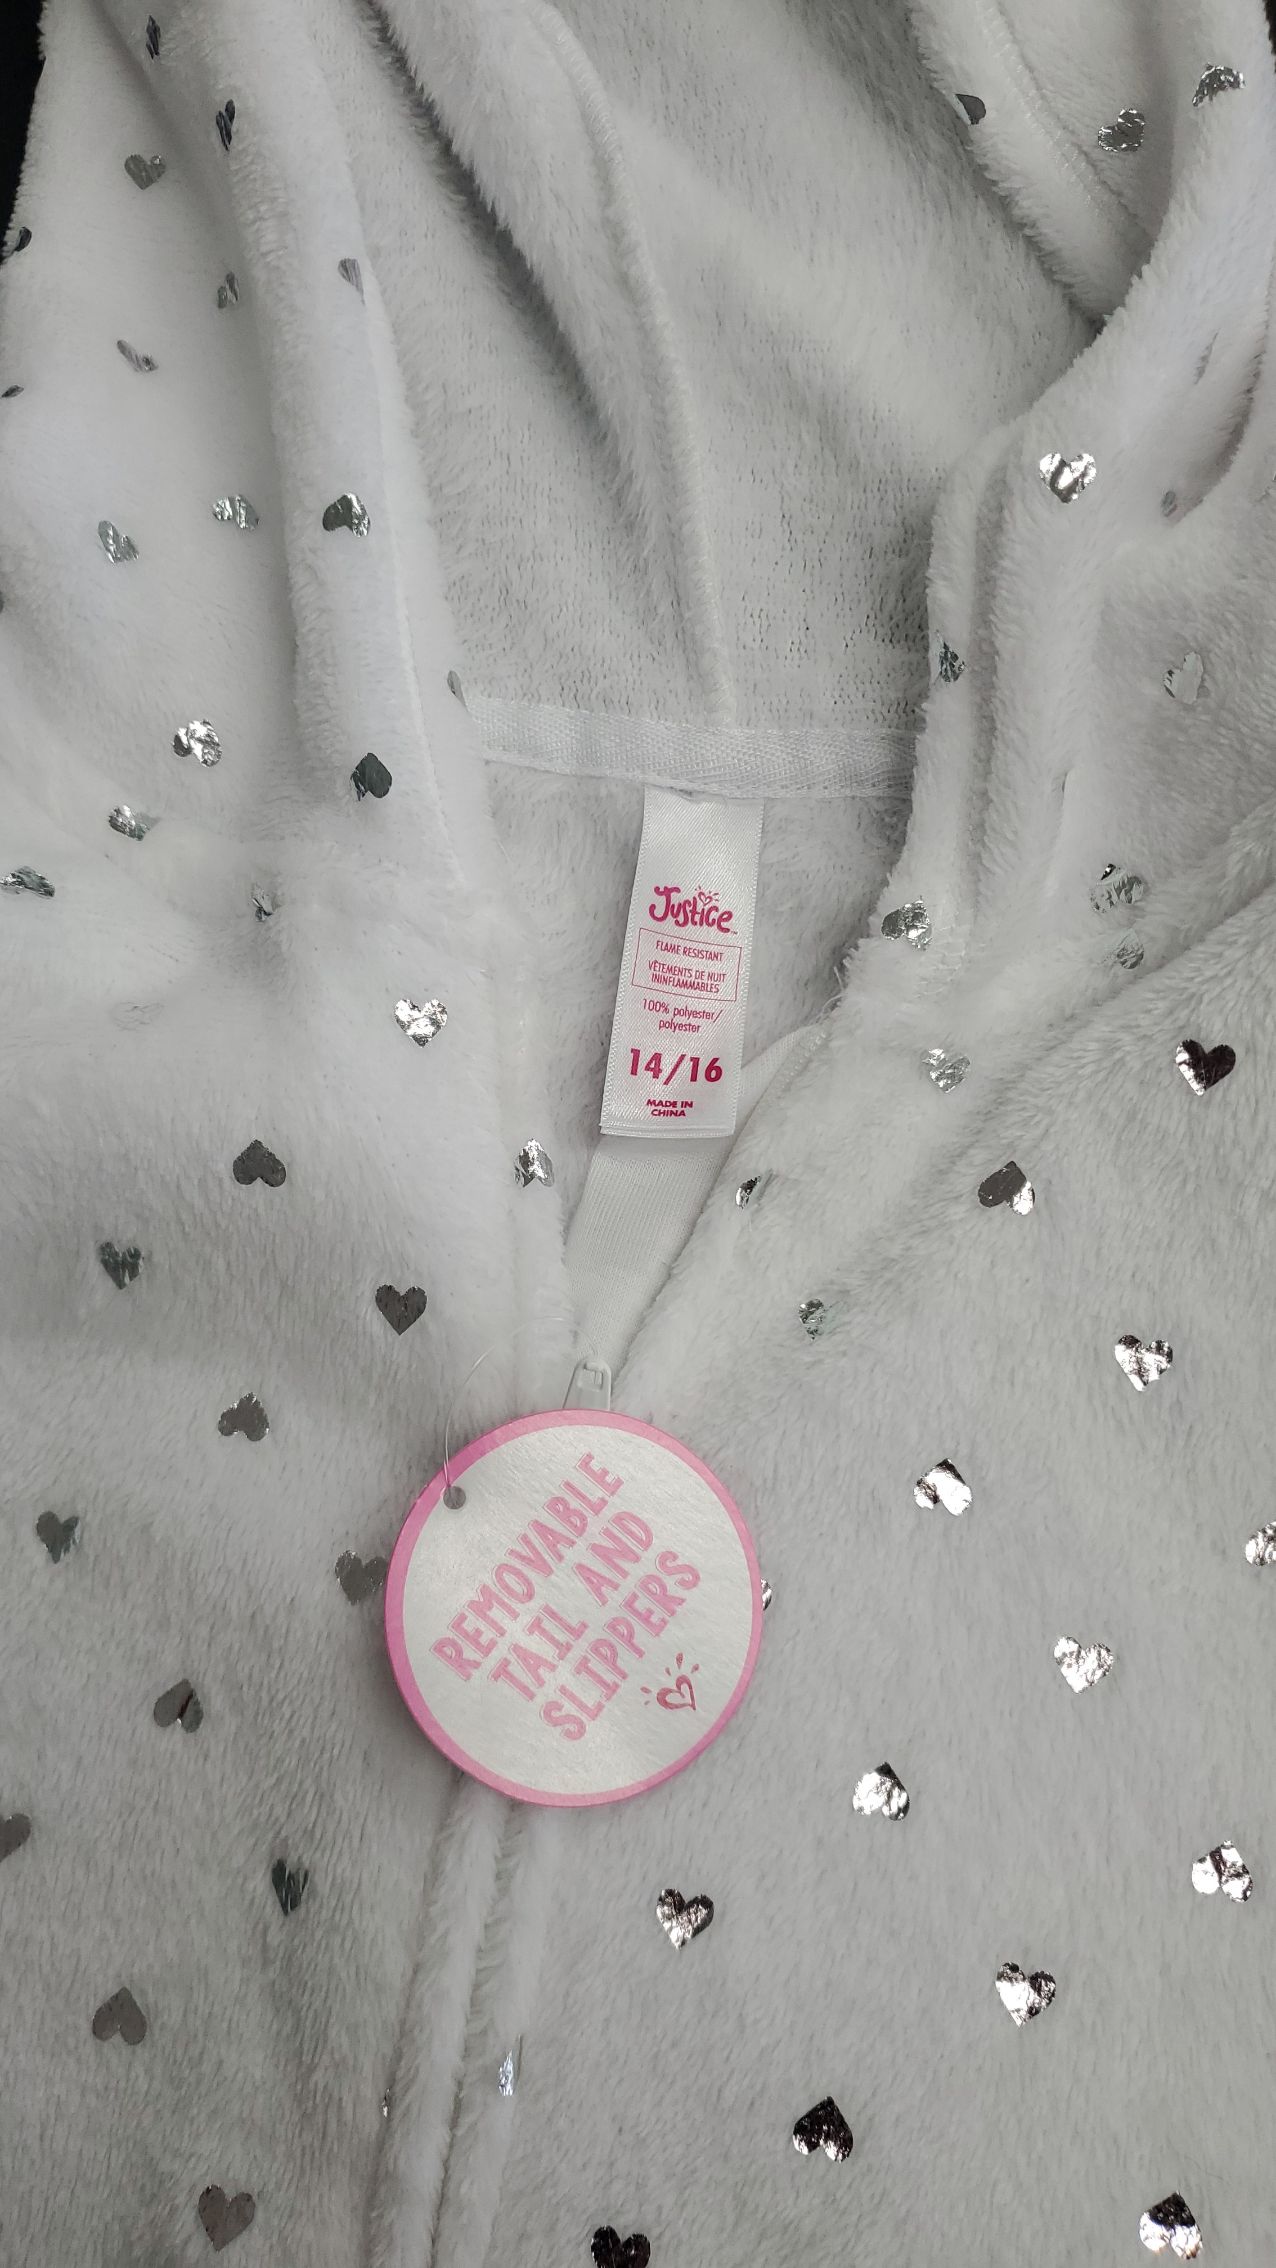 Justice
FLAME RESISTANT
VÊTEMENTS DE NUIT
ININFLAMMABLES
100% polyester/
polyester
14/16
MADE IN
CHINA
REMOVABLE
TAIL AND
SLIPPERS